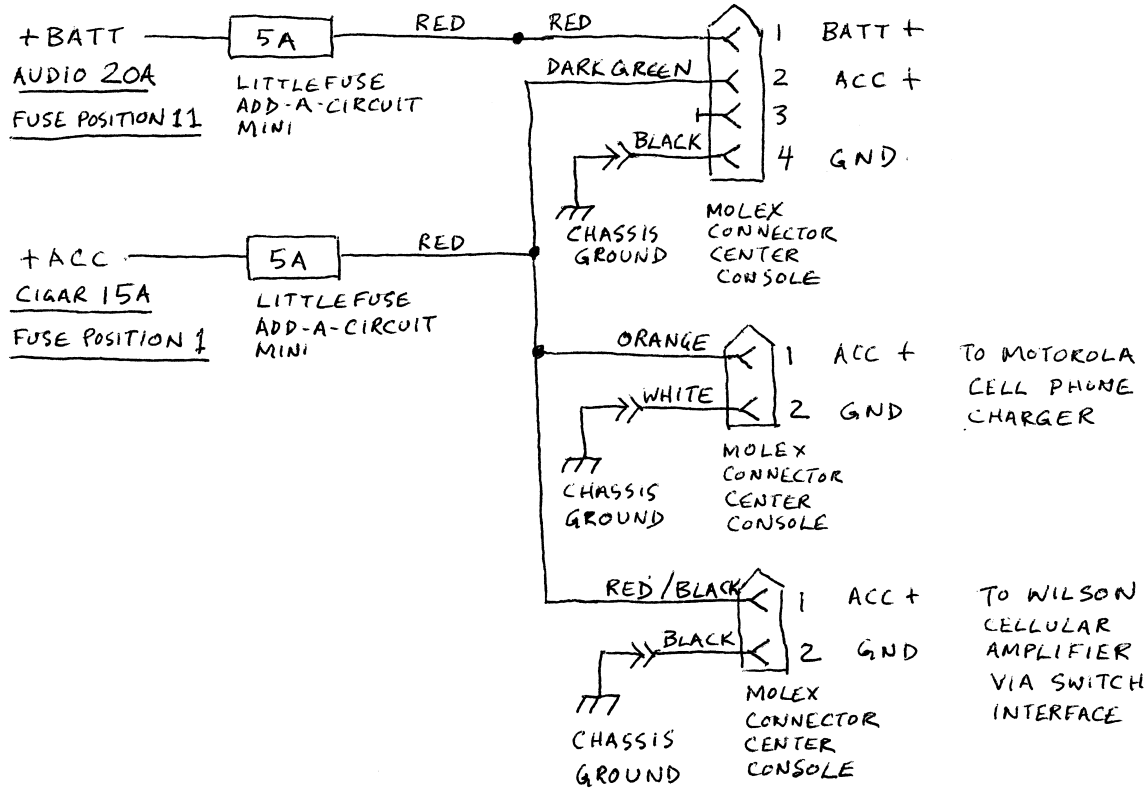 +BATT
AUDIO 20A
FUSE POSITION 11
5A
LITTLEFUSE
ADD-A-CIRCUIT
MINI
RED
RED
DARK GREEN
BLACK
1 BATT +
2 ACC +
3
4 GND.
CHASSIS
GROUND
MOLEX
CONNECTOR
CENTER
CONSOLE
+ACC
CIGAR 15A
FUSE POSITION 1
5A
LITTLEFUSE
ADD-A-CIRCUIT
MINI
RED
ORANGE
WHITE
1 ACC +
2 GND
TO MOTOROLA
CELL PHONE
CHARGER
CHASSIS
GROUND
MOLEX
CONNECTOR
CENTER
CONSOLE
RED/BLACK
BLACK
1 ACC +
2 GND
TO WILSON
CELLULAR
AMPLIFIER
VIA SWITCH
INTERFACE
CHASSIS
GROUND
MOLEX
CONNECTOR
CENTER
CONSOLE